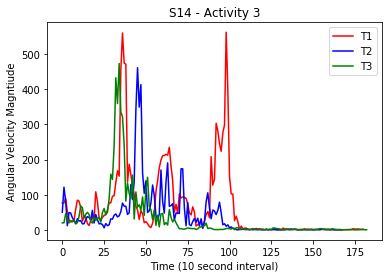 S14 - Activity 3
T1
T2
T3
Angular Velocity Magntiude
500
400
300
200
100
0
0 25 50 75 100 125 150 175
Time (10 second interval)